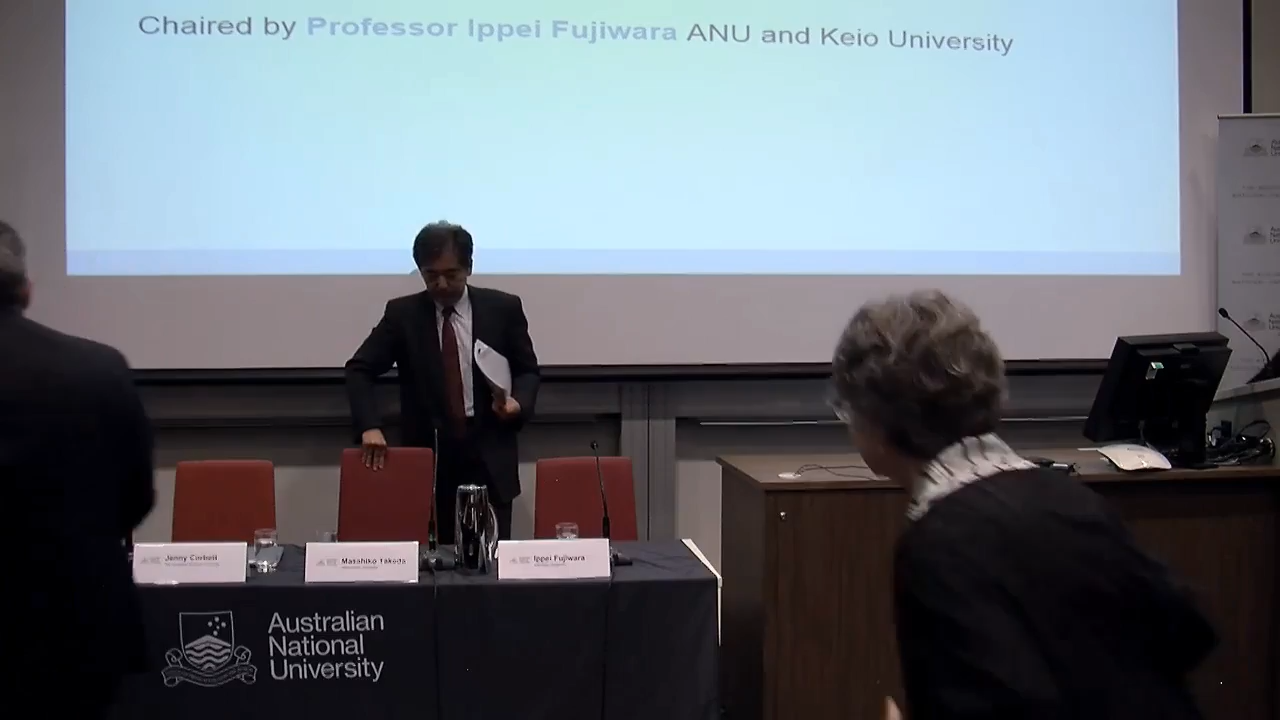 Chaired by Professor Ippei Fujiwara ANU and Keio University
Jenny Corbett
Masahiko Takeda
Ippei Fujiwara
Australian
National
University